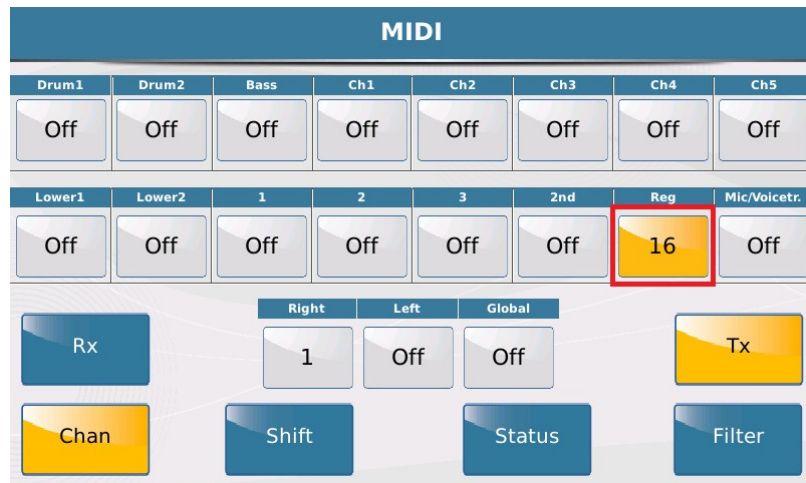 MIDI
Drum1 Drum2 Bass Ch1 Ch2 Ch3 Ch4 Ch5
Off Off Off Off Off Off Off Off
Lower1 Lower2 1 2 3 2nd Reg Mic/Voicetr.
Off Off Off Off Off Off 16 Off
Right Left Global
Rx 1 Off Off Tx
Chan Shift Status Filter